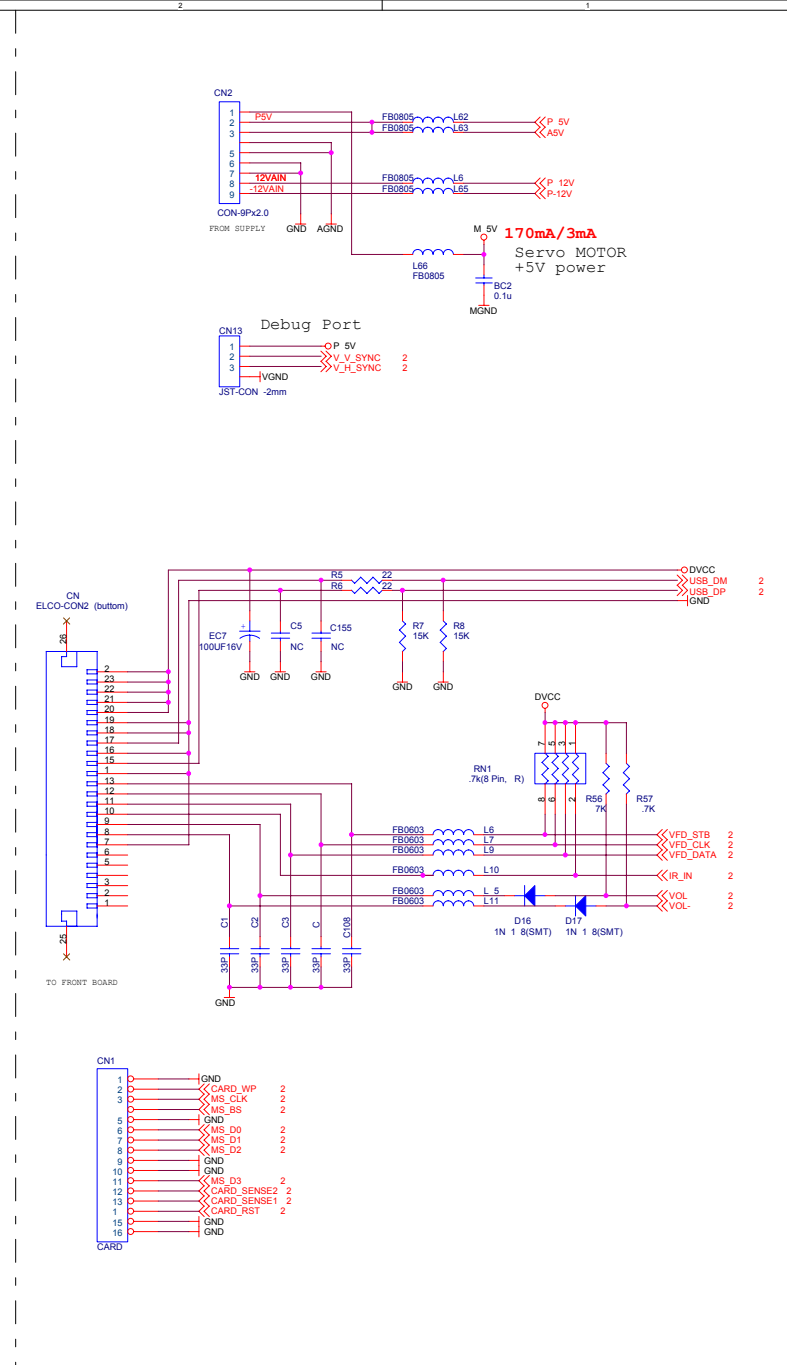 2 1
CN2
1
2 P5V FB0805 L62 P 5V
3 FB0805 L63 A5V
5
6
7
8 12VAIN FB0805 L6 P 12V
9 -12VAIN FB0805 L65 P-12V
CON-9Px2.0
FROM SUPPLY
GND AGND
M 5V 170mA/3mA
Servo MOTOR
+5V power
L66
FB0805
BC2
0.1u
MGND
Debug Port
CN13
1 P 5V
2 V_V_SYNC 2
3 V_H_SYNC 2
VGND
JST-CON -2mm
DVCC
R5 22 USB_DM 2
R6 22 USB_DP 2
GND
CN
ELCO-CON2 (buttom)
26
EC7
100UF16V
C5
NC
C155
NC
R7
15K
R8
15K
GND GND GND GND GND
2
23
22
21
20
19
18
17
16
15
1
13
12
11
10
9
8
7
6
5
3
2
1
25
TO FRONT BOARD
DVCC
7 5 3 1
RN1
.7k(8 Pin, R)
8 6 2
R56
7K
R57
.7K
FB0603 L6 VFD_STB 2
FB0603 L7 VFD_CLK 2
FB0603 L9 VFD_DATA 2
FB0603 L10 IR_IN 2
FB0603 L 5 VOL 2
FB0603 L11 VOL- 2
D16
1N 1 8(SMT)
D17
1N 1 8(SMT)
C1 C2 C3 C C108
33P 33P 33P 33P 33P
GND
CN1
1 GND
2 CARD_WP 2
3 MS_CLK 2
MS_BS 2
5 GND
6 MS_D0 2
7 MS_D1 2
8 MS_D2 2
9 GND
10 GND
11 MS_D3 2
12 CARD_SENSE2 2
13 CARD_SENSE1 2
1 CARD_RST 2
15 GND
16 GND
CARD